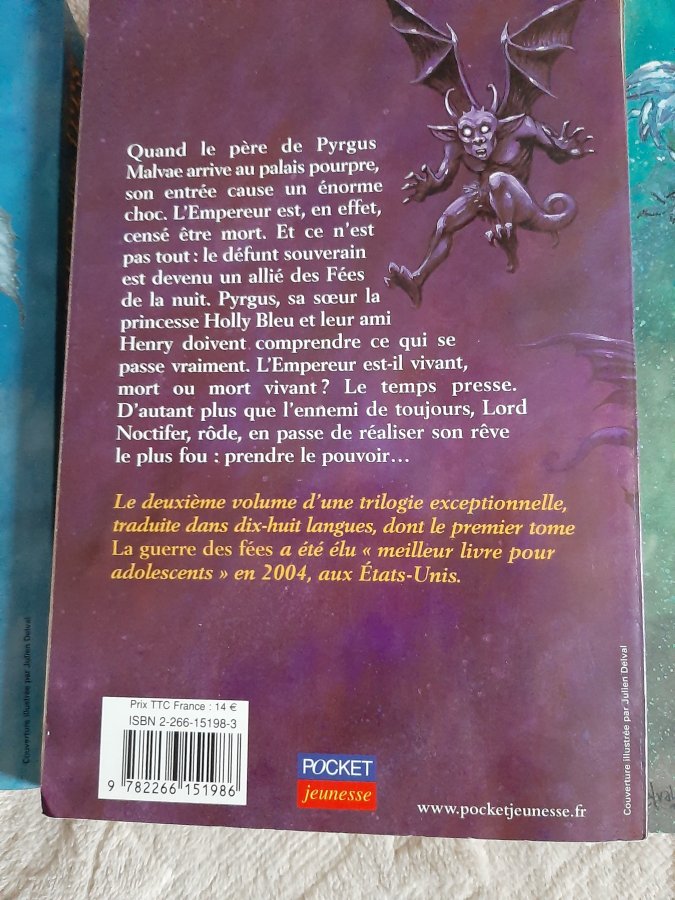 Quand le père de Pyrgus
Malvae arrive au palais pourpre,
son entrée cause un énorme
choc. L'Empereur est, en effet,
censé être mort. Et ce n'est
pas tout : le défunt souverain
est devenu un allié des Fées
de la nuit. Pyrgus, sa sœur la
princesse Holly Bleu et leur ami
Henry doivent comprendre ce qui se
passe vraiment. L'Empereur est-il vivant,
mort ou mort vivant ? Le temps presse.
D'autant plus que l'ennemi de toujours, Lord
Noctifer, rôde, en passe de réaliser son rêve
le plus fou : prendre le pouvoir...
Le deuxième volume d'une trilogie exceptionnelle,
traduite dans dix-huit langues, dont le premier tome
La guerre des fées a été élu « meilleur livre pour
adolescents » en 2004, aux États-Unis.
Prix TTC France : 14 €
ISBN 2-266-15198-3
9 782266 151986
POCKET
jeunesse
www.pocketjeunesse.fr
Couverture illustrée par Julien Delval
Couverture illustrée par Julien Delval